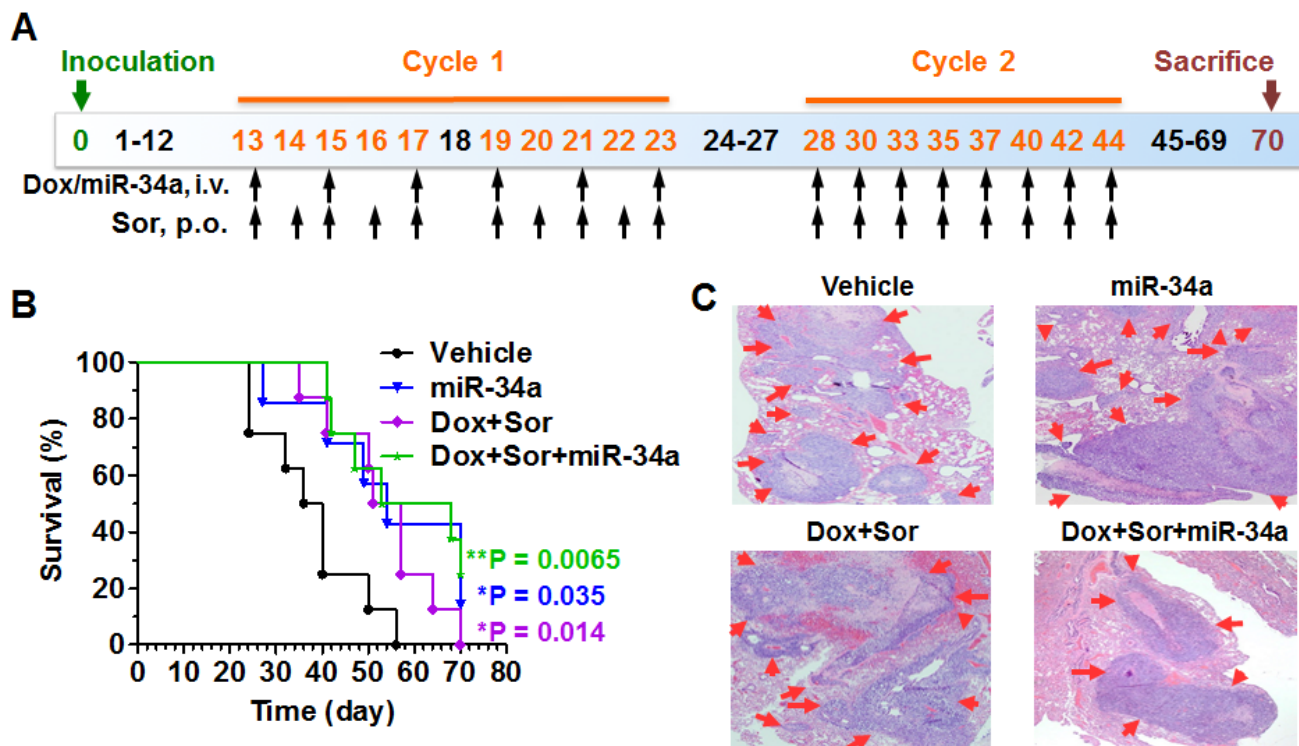 A
Inoculation Cycle 1 Cycle 2 Sacrifice
0 1-12 13 14 15 16 17 18 19 20 21 22 23 24-27 28 30 33 35 37 40 42 44 45-69 70
Dox/miR-34a, i.v.
Sor, p.o.
B
Survival (%)
100
80
60
40
20
0
Vehicle
miR-34a
Dox+Sor
Dox+Sor+miR-34a
**P = 0.0065
*P = 0.035
*P = 0.014
0 10 20 30 40 50 60 70 80
Time (day)
C
Vehicle miR-34a
Dox+Sor Dox+Sor+miR-34a